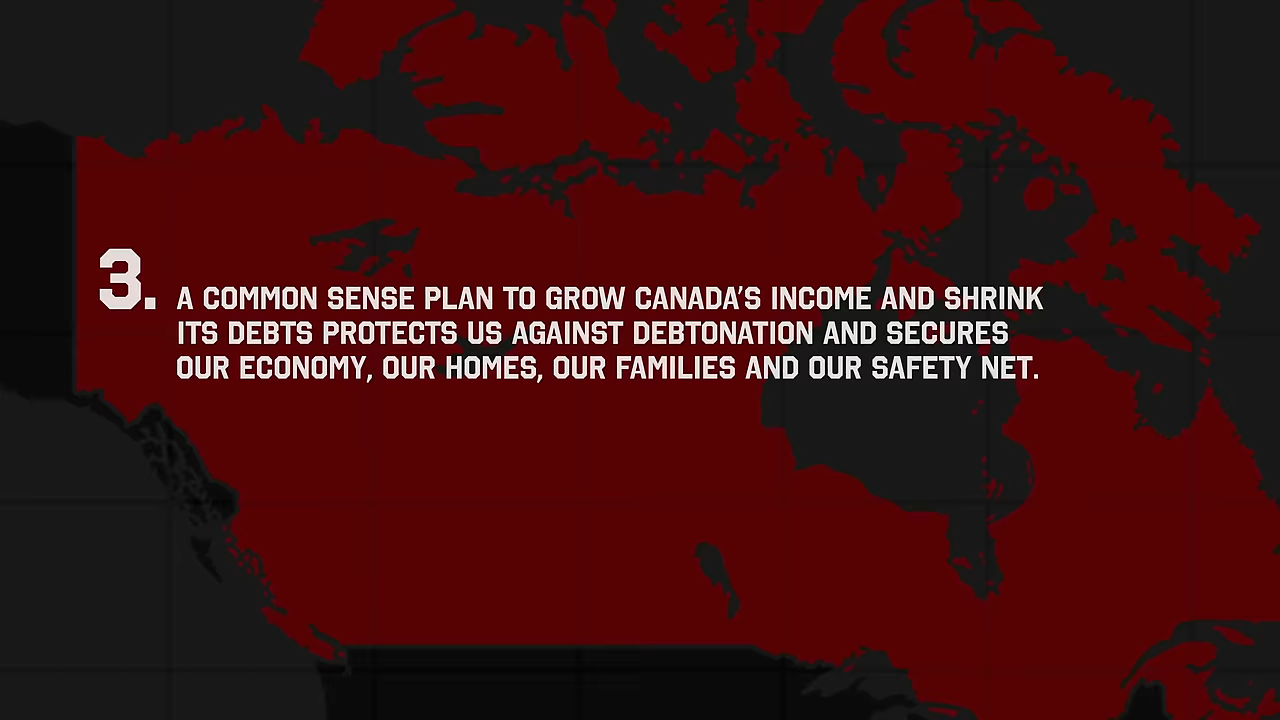 3. A COMMON SENSE PLAN TO GROW CANADA'S INCOME AND SHRINK
ITS DEBTS PROTECTS US AGAINST DEBTONATION AND SECURES
OUR ECONOMY, OUR HOMES, OUR FAMILIES AND OUR SAFETY NET.